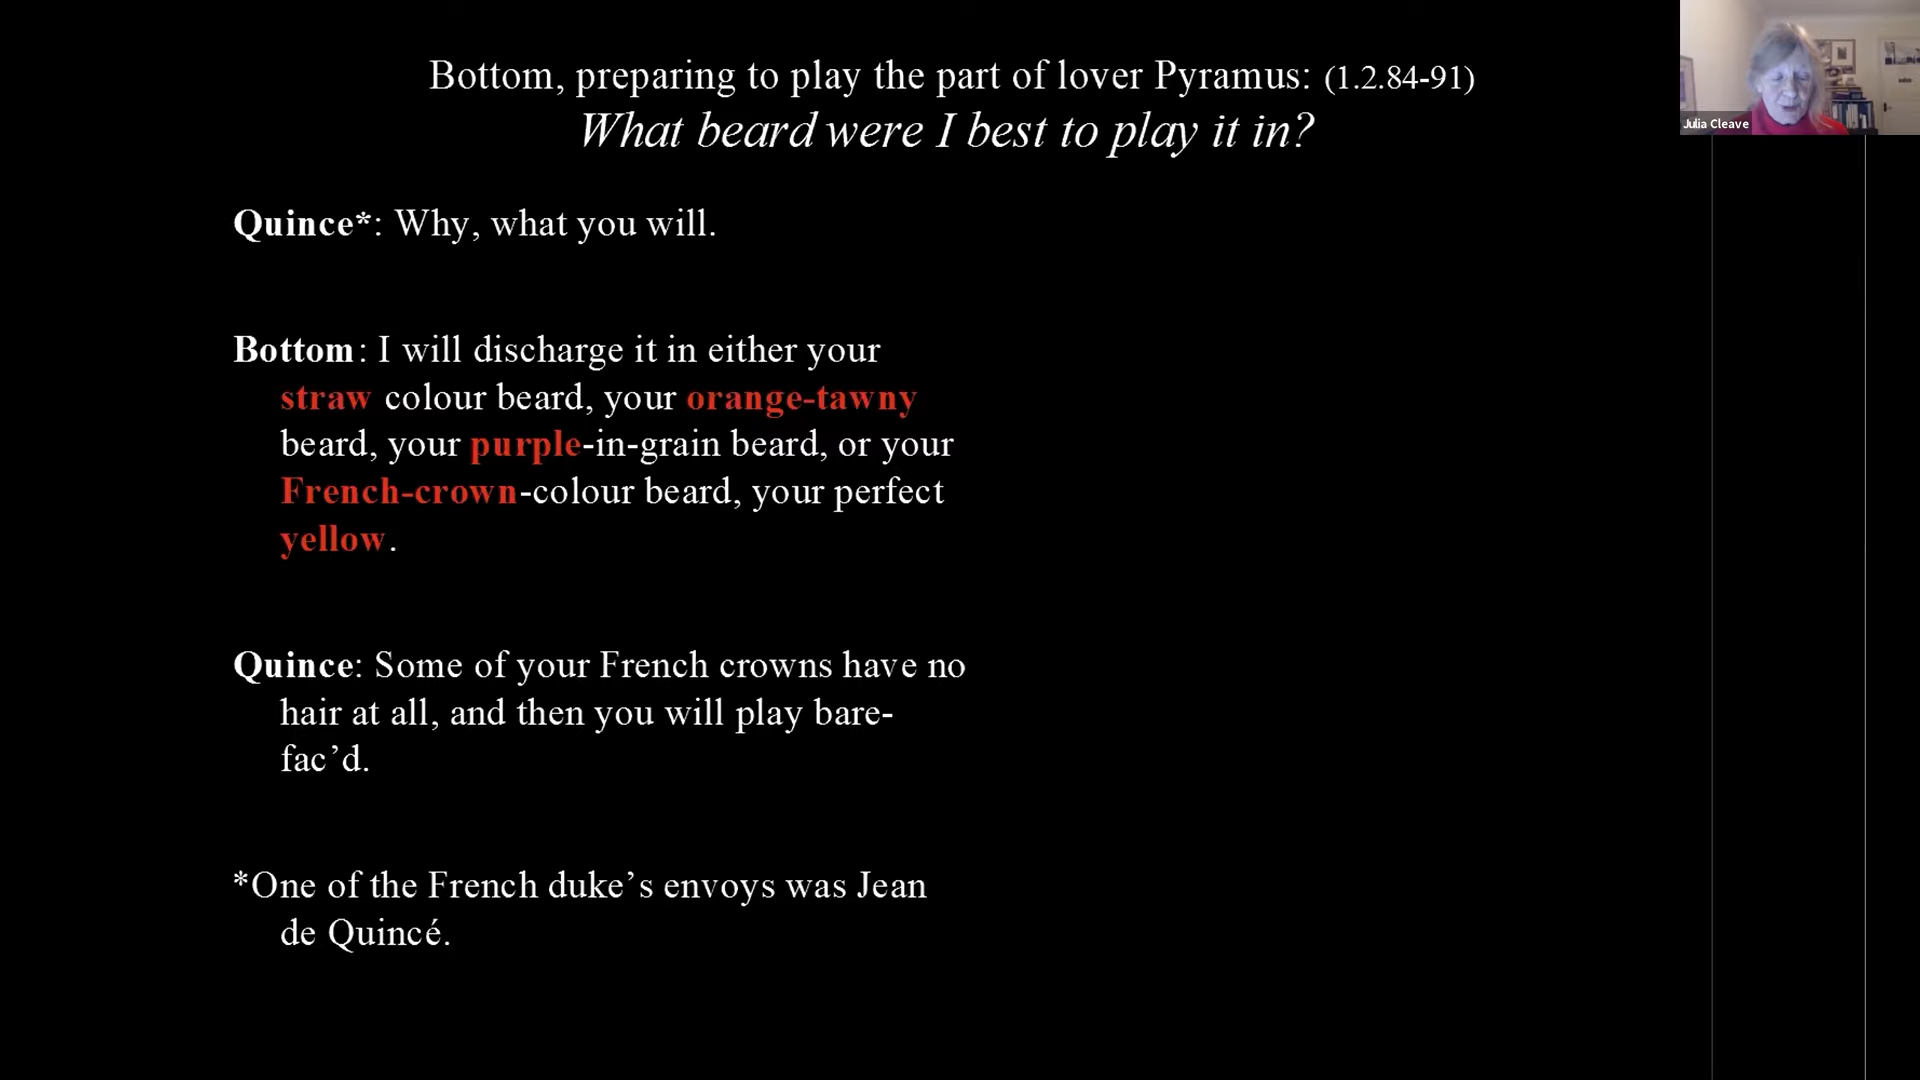 Bottom, preparing to play the part of lover Pyramus: (1.2.84-91)
What beard were I best to play it in?
Julia Cleave
Quince*: Why, what you will.
Bottom: I will discharge it in either your
straw colour beard, your orange-tawny
beard, your purple-in-grain beard, or your
French-crown-colour beard, your perfect
yellow.
Quince: Some of your French crowns have no
hair at all, and then you will play bare-
fac’d.
*One of the French duke’s envoys was Jean
de Quincé.